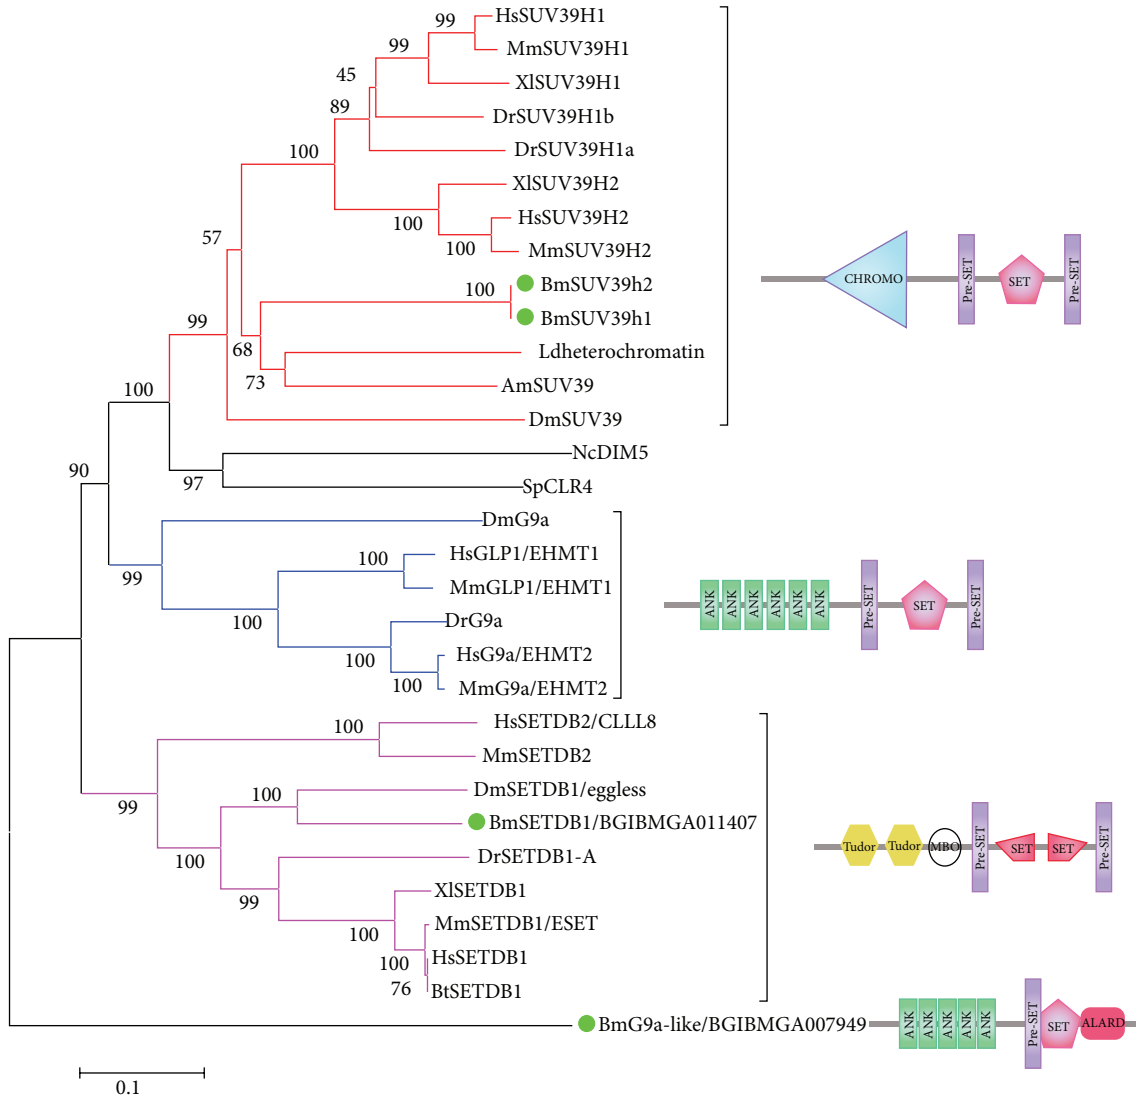 HsSUV39H1
99
MmSUV39H1
99
XlSUV39H1
45
DrSUV39H1b
89
DrSUV39H1a
100
XlSUV39H2
HsSUV39H2
100
MmSUV39H2
100
57
BmSUV39h2
100
BmSUV39h1
99
Ldheterochromatin
68
AmSUV39
73
DmSUV39
100
NcDIM5
90
SpCLR4
97
CHROMO
Pre-SET
SET
Pre-SET
DmG9a
HsGLP1/EHMT1
100
99
MmGLP1/EHMT1
100
DrG9a
HsG9a/EHMT2
100
MmG9a/EHMT2
100
ANK
ANK
ANK
ANK
ANK
ANK
Pre-SET
SET
Pre-SET
HsSETDB2/CLLL8
100
MmSETDB2
99
DmSETDB1/eggless
100
BmSETDB1/BGIBMGA011407
100
DrSETDB1-A
XlSETDB1
99
MmSETDB1/ESET
100
HsSETDB1
100
BtSETDB1
76
Tudor
Tudor
MBO
Pre-SET
SET
SET
Pre-SET
BmG9a-like/BGIBMGA007949
ANK
ANK
ANK
ANK
ANK
Pre-SET
SET
ALARD
0.1